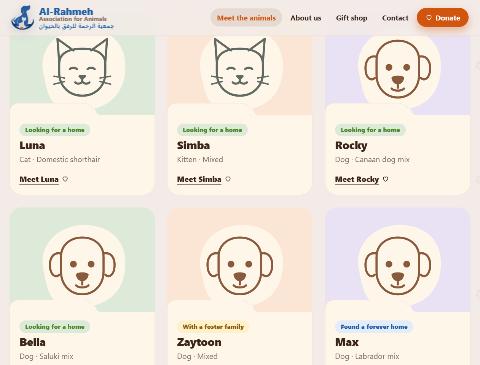 Al-Rahmeh
Association for Animals
جمعية الرحمة للرفق بالحيوان
Meet the animals
About us
Gift shop
Contact
Donate
Looking for a home
Luna
Cat · Domestic shorthair
Meet Luna
Looking for a home
Simba
Kitten · Mixed
Meet Simba
Looking for a home
Rocky
Dog · Canaan dog mix
Meet Rocky
Looking for a home
Bella
Dog · Saluki mix
With a foster family
Zaytoon
Dog · Mixed
Found a forever home
Max
Dog · Labrador mix